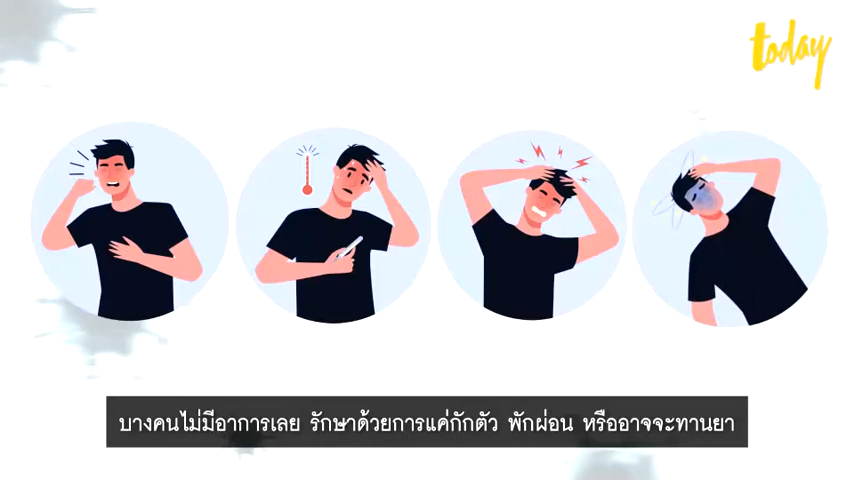 today
บางคนไม่มีอาการเลย รักษาด้วยการแค่กักตัว พักผ่อน หรืออาจจะทานยา